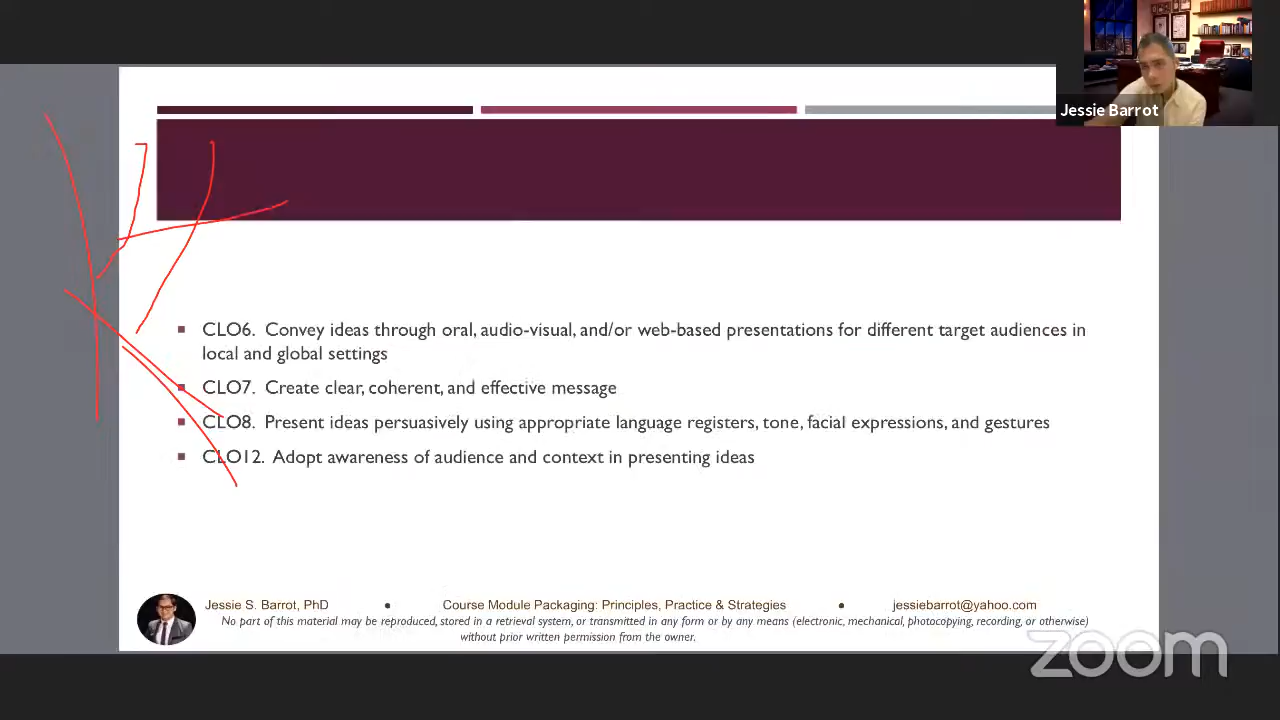 Jessie Barrot
CLO6. Convey ideas through oral, audio-visual, and/or web-based presentations for different target audiences in
local and global settings
CLO7. Create clear, coherent, and effective message
CLO8. Present ideas persuasively using appropriate language registers, tone, facial expressions, and gestures
CLO12. Adopt awareness of audience and context in presenting ideas
Jessie S. Barrot, PhD • Course Module Packaging: Principles, Practice & Strategies • jessiebarrot@yahoo.com
No part of this material may be reproduced, stored in a retrieval system, or transmitted in any form or by any means (electronic, mechanical, photocopying, recording, or otherwise)
without prior written permission from the owner.
zoom